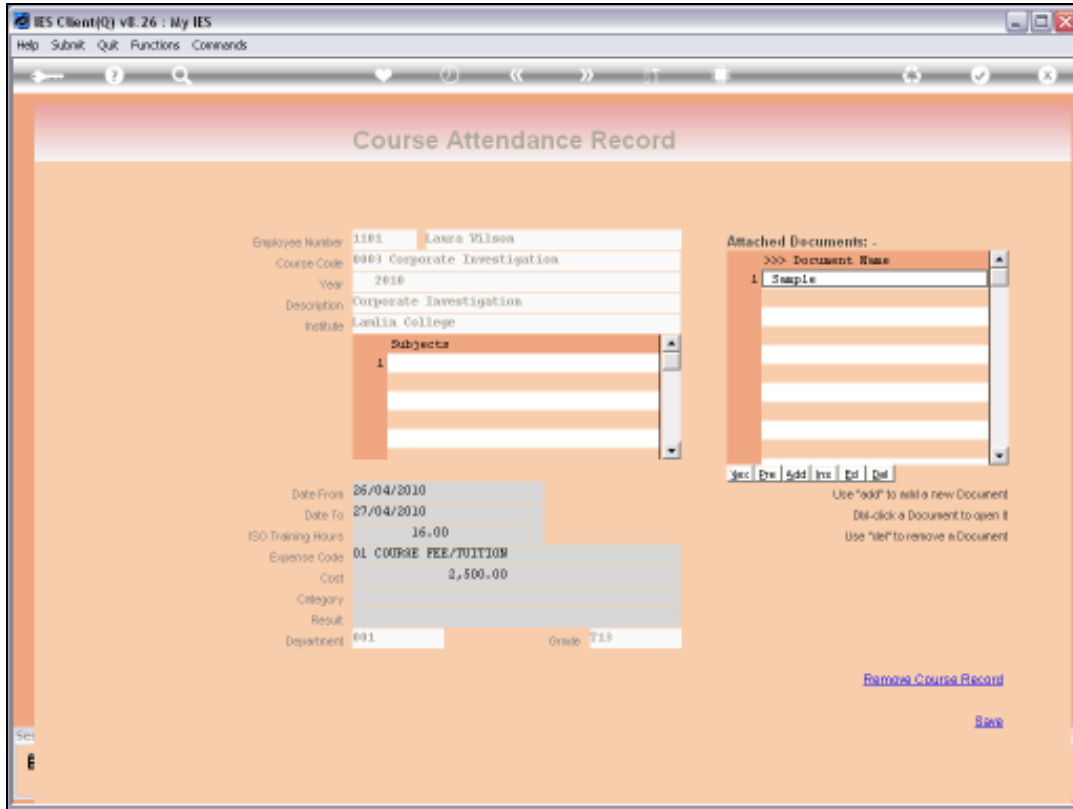 IES Client(Q) v8.26 : My IES
Help Submit Quit Functions Commands
Course Attendance Record
Employee Number 1101 Laura Wilson
Course Code 0003 Corporate Investigation
Year 2010
Description Corporate Investigation
Institute Lanlin College
Subjects
1
Attached Documents: -
>>> Document Name
1 Sample
Nex Pre Add Ins Ed Del
Use "add" to add a new Document
Dbl-click a Document to open it
Use "del" to remove a Document
Date From 26/04/2010
Date To 27/04/2010
ISO Training Hours 16.00
Expense Code 01 COURSE FEE/TUITION
Cost 2,500.00
Category
Result
Department 001 Grade T13
Remove Course Record
Save